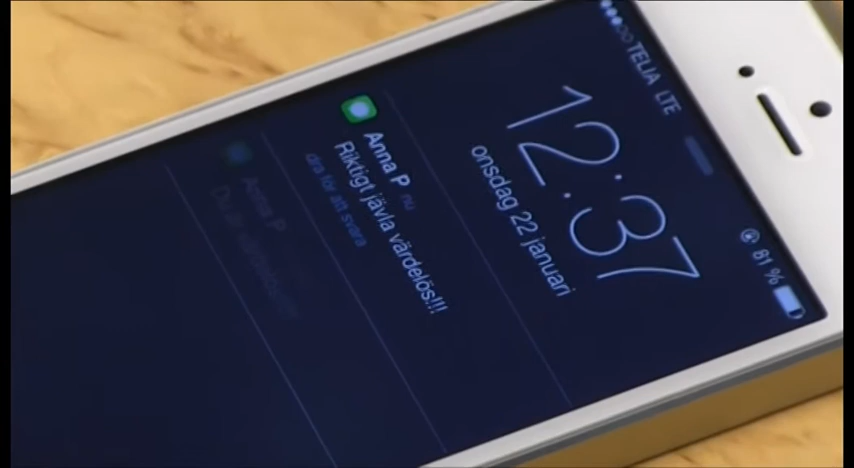 TELIA LTE
81 %
12:37
onsdag 22 januari
Anna P nu
Riktigt jävla värdelös!!!
dra för att svara
Anna P